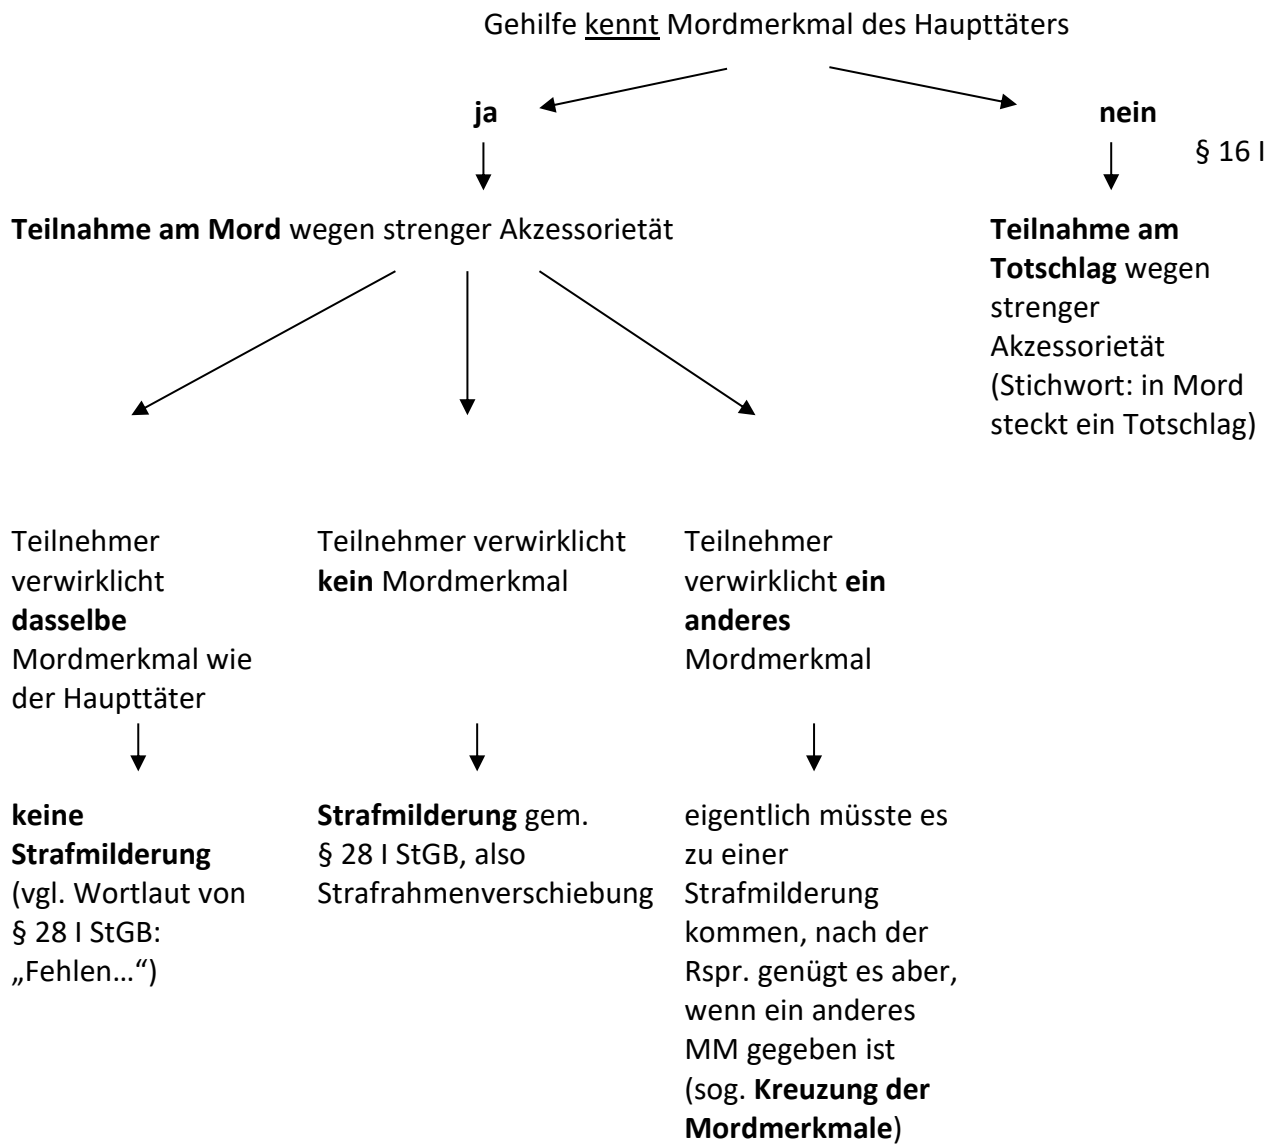 Gehilfe kennt Mordmerkmal des Haupttäters
ja
nein
§ 16 I
Teilnahme am Mord wegen strenger Akzessorietät
Teilnahme am
Totschlag wegen
strenger
Akzessorietät
(Stichwort: in Mord
steckt ein Totschlag)
Teilnehmer
verwirklicht
dasselbe
Mordmerkmal wie
der Haupttäter
Teilnehmer verwirklicht
kein Mordmerkmal
Teilnehmer
verwirklicht ein
anderes
Mordmerkmal
keine
Strafmilderung
(vgl. Wortlaut von
§ 28 I StGB:
„Fehlen…“)
Strafmilderung gem.
§ 28 I StGB, also
Strafrahmenverschiebung
eigentlich müsste es
zu einer
Strafmilderung
kommen, nach der
Rspr. genügt es aber,
wenn ein anderes
MM gegeben ist
(sog. Kreuzung der
Mordmerkmale)